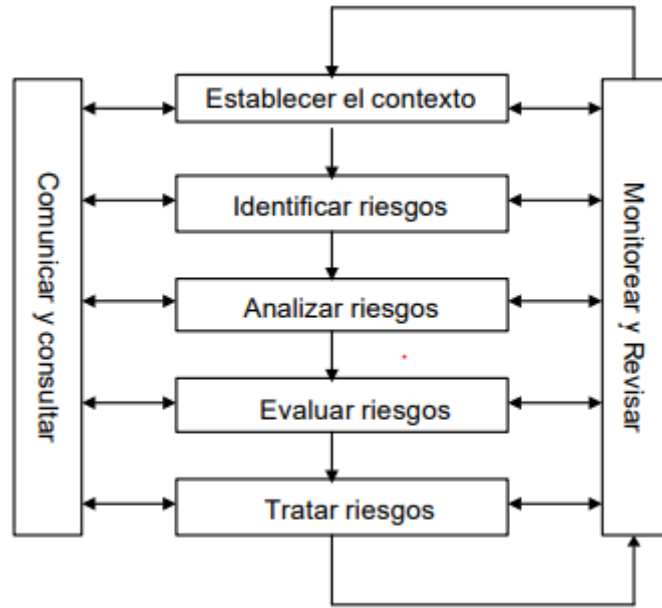 Establecer el contexto
Identificar riesgos
Analizar riesgos
Evaluar riesgos
Tratar riesgos
Comunicar y consultar
Monitorear y Revisar